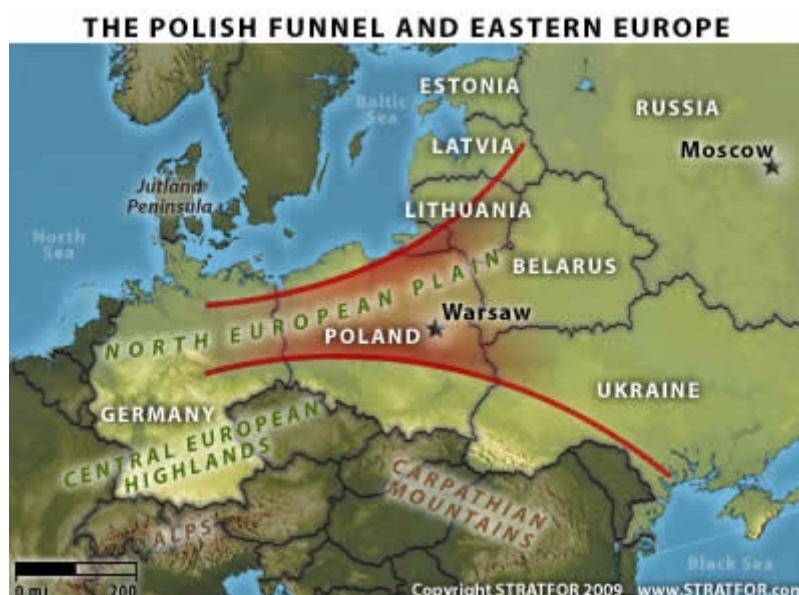 THE POLISH FUNNEL AND EASTERN EUROPE
ESTONIA
Baltic
Sea
RUSSIA
LATVIA
Moscow
Jutland
Peninsula
LITHUANIA
North
Sea
BELARUS
NORTH EUROPEAN PLAIN
Warsaw
POLAND
UKRAINE
GERMANY
CENTRAL EUROPEAN
HIGHLANDS
CARPATHIAN
MOUNTAINS
ALPS
Black Sea
0 mi 200
Copyright STRATFOR 2009 www.STRATFOR.com